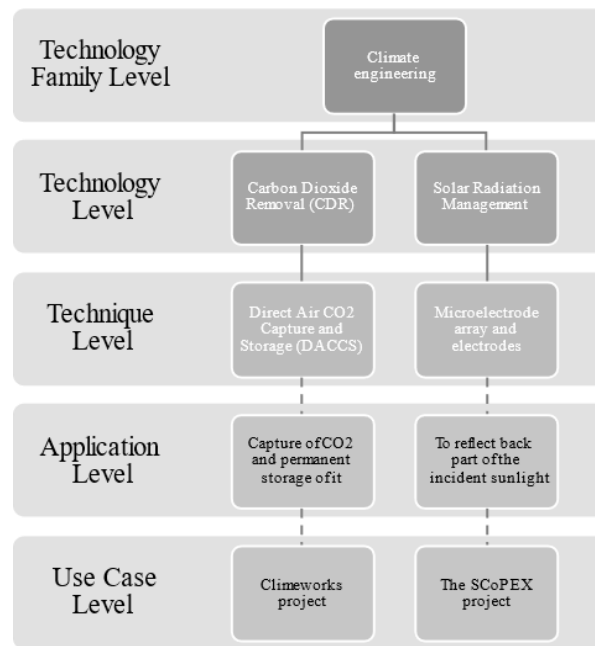 Technology
Family Level
Climate
engineering
Technology
Level
Carbon Dioxide
Removal (CDR)
Solar Radiation
Management
Technique
Level
Direct Air CO2
Capture and
Storage (DACCS)
Microelectrode
array and
electrodes
Application
Level
Capture of CO2
and permanent
storage of it
To reflect back
part of the
incident sunlight
Use Case
Level
Climeworks
project
The SCoPEX
project